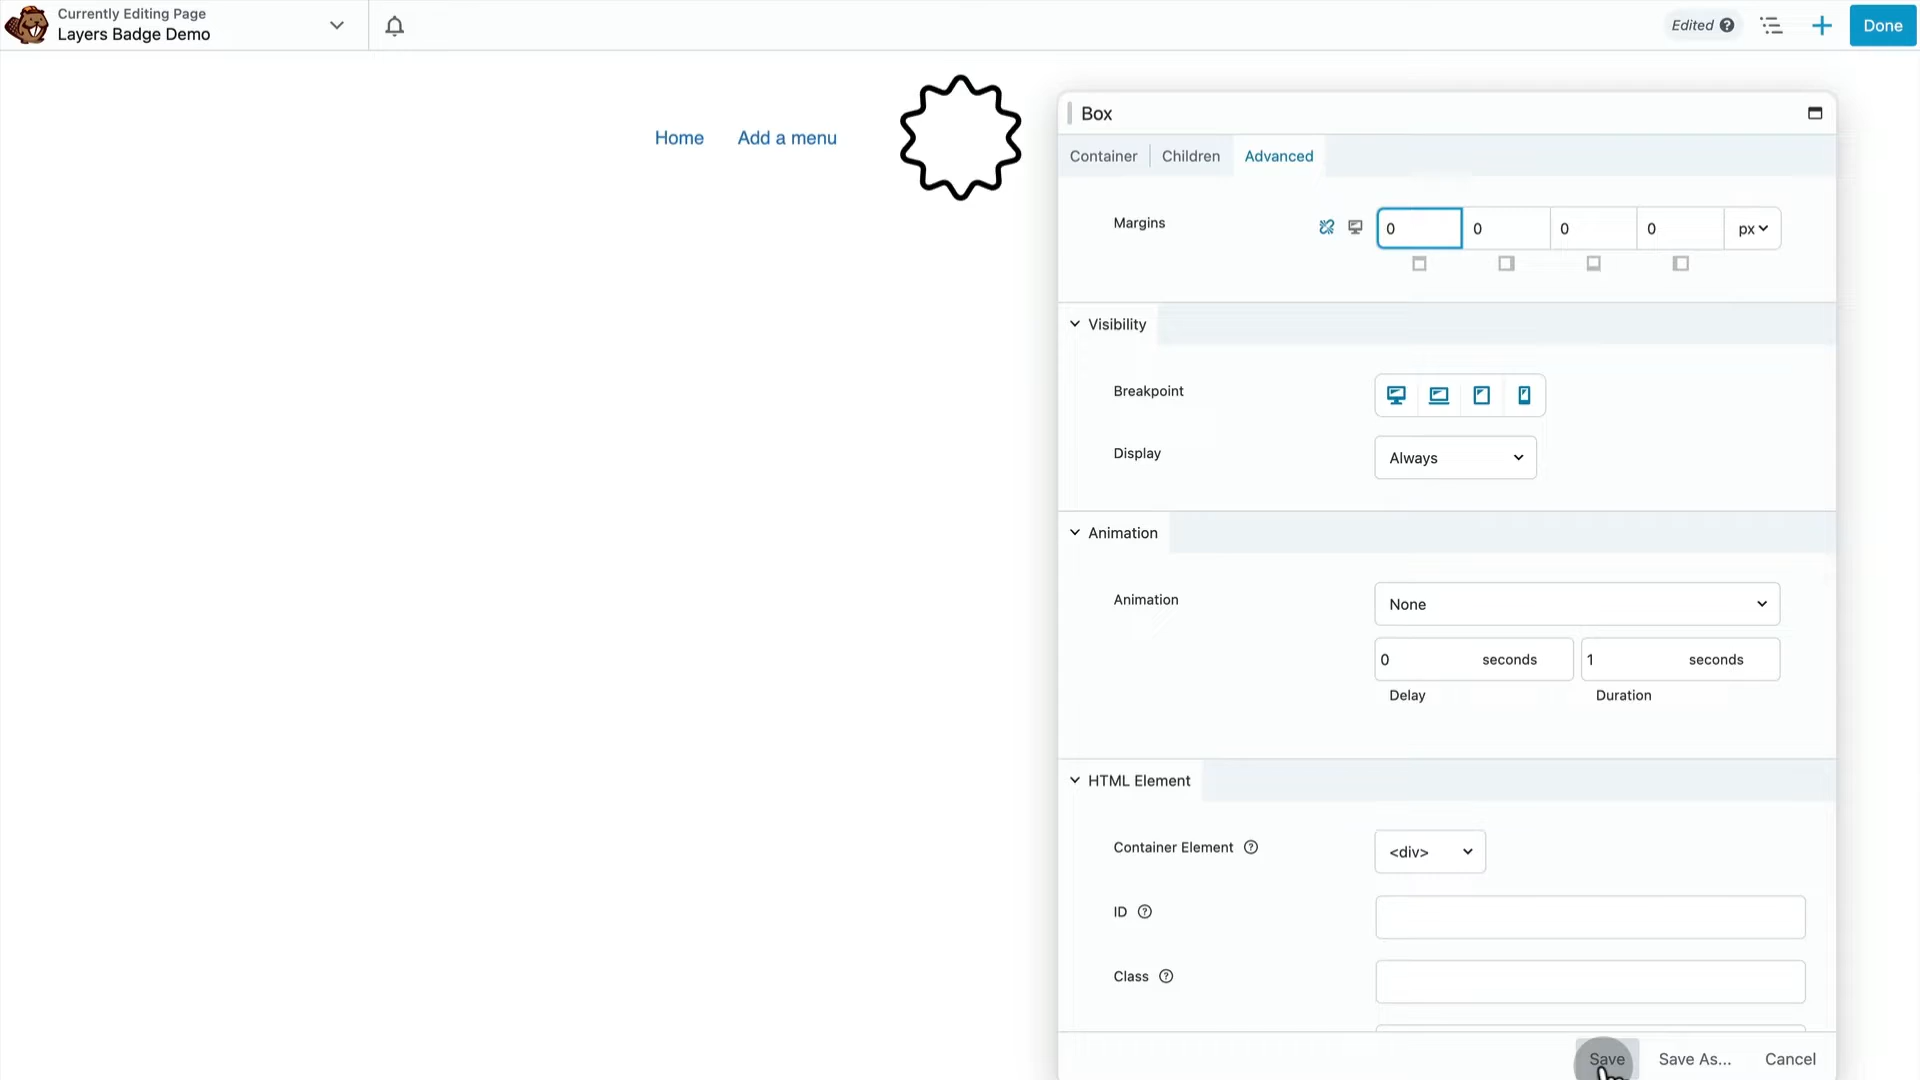 Currently Editing Page
Layers Badge Demo
Edited
Done
Home Add a menu
Box
Container Children Advanced
Margins 0 0 0 0 px
Visibility
Breakpoint
Display Always
Animation
Animation None
0 seconds 1 seconds
Delay Duration
HTML Element
Container Element <div>
ID
Class
Save Save As... Cancel